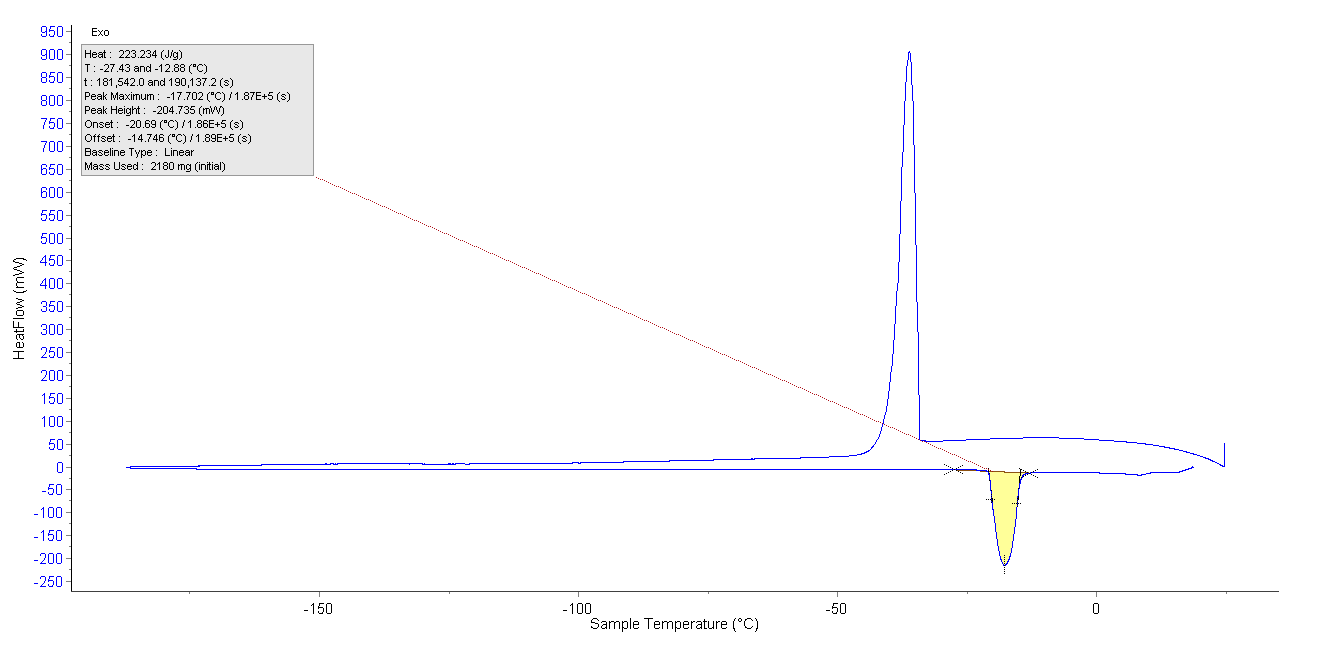 Exo
Heat : 223.234 (J/g)
T : -27.43 and -12.88 (°C)
t : 181,542.0 and 190,137.2 (s)
Peak Maximum : -17.702 (°C) / 1.87E+5 (s)
Peak Height : -204.735 (mW)
Onset : -20.69 (°C) / 1.86E+5 (s)
Offset : -14.746 (°C) / 1.89E+5 (s)
Baseline Type : Linear
Mass Used : 2180 mg (initial)
HeatFlow (mW)
950
900
850
800
750
700
650
600
550
500
450
400
350
300
250
200
150
100
50
0
-50
-100
-150
-200
-250
-150 -100 -50 0
Sample Temperature (°C)